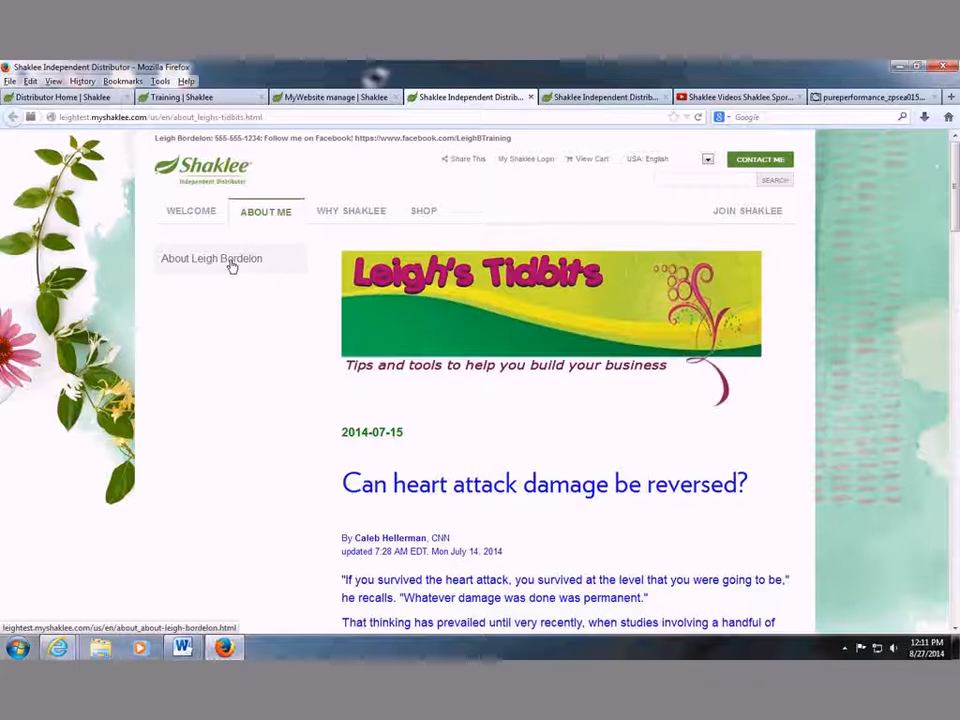 Shaklee Independent Distributor - Mozilla Firefox
File Edit View History Bookmarks Tools Help
Distributor Home | Shaklee
Training | Shaklee
MyWebsite manage | Shaklee
Shaklee Independent Distrib...
Shaklee Independent Distrib...
Shaklee Videos Shaklee Spor...
pureperformance_zpsea015...
leightest.myshaklee.com/us/en/about_leighs-tidbits.html
Google
Leigh Bordelon: 555-555-1234: Follow me on Facebook! https://www.facebook.com/LeighBTraining
Shaklee
Independent Distributor
Share This My Shaklee Login View Cart USA: English
CONTACT ME
SEARCH
WELCOME ABOUT ME WHY SHAKLEE SHOP JOIN SHAKLEE
About Leigh Bordelon
Leigh's Tidbits
Tips and tools to help you build your business
2014-07-15
Can heart attack damage be reversed?
By Caleb Hellerman, CNN
updated 7:28 AM EDT. Mon July 14. 2014
"If you survived the heart attack, you survived at the level that you were going to be,"
he recalls. "Whatever damage was done was permanent."
That thinking has prevailed until very recently, when studies involving a handful of
leightest.myshaklee.com/us/en/about_about-leigh-bordelon.html
12:11 PM
8/27/2014